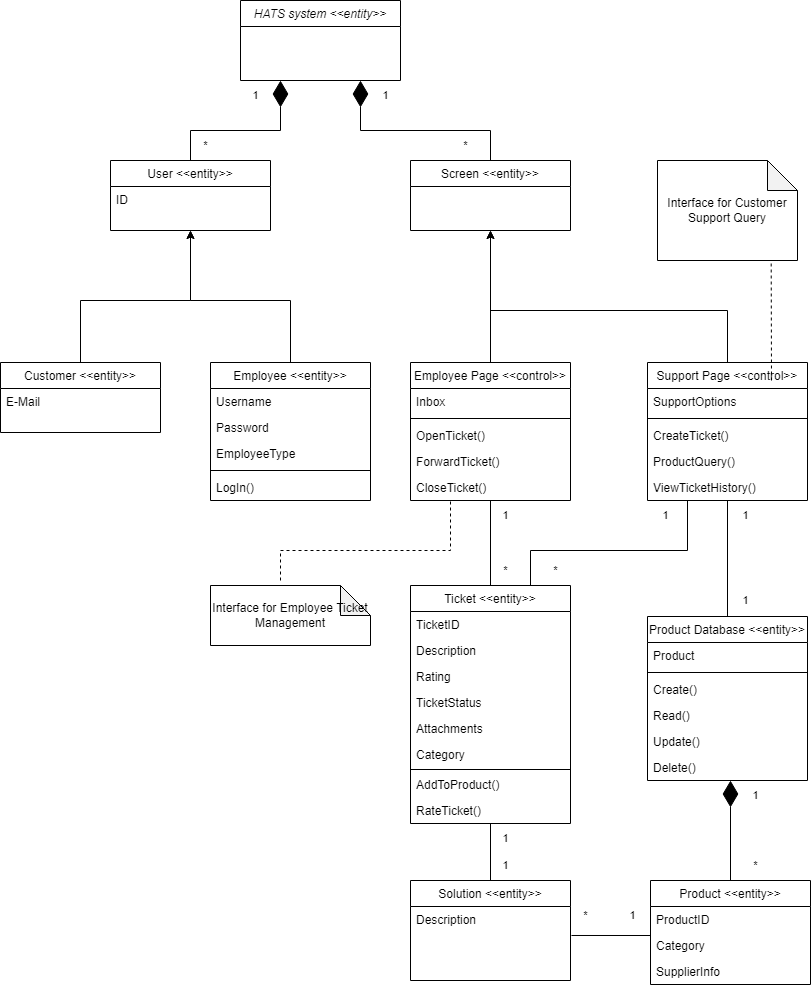 HATS system <<entity>>
1
1
*
*
User <<entity>>
ID
Screen <<entity>>
Interface for Customer
Support Query
Customer <<entity>>
E-Mail
Employee <<entity>>
Username
Password
EmployeeType
LogIn()
Employee Page <<control>>
Inbox
OpenTicket()
ForwardTicket()
CloseTicket()
Support Page <<control>>
SupportOptions
CreateTicket()
ProductQuery()
ViewTicketHistory()
1
1
1
*
*
1
Interface for Employee Ticket
Management
Ticket <<entity>>
TicketID
Description
Rating
TicketStatus
Attachments
Category
AddToProduct()
RateTicket()
Product Database <<entity>>
Product
Create()
Read()
Update()
Delete()
1
*
1
1
Solution <<entity>>
Description
*
1
Product <<entity>>
ProductID
Category
SupplierInfo